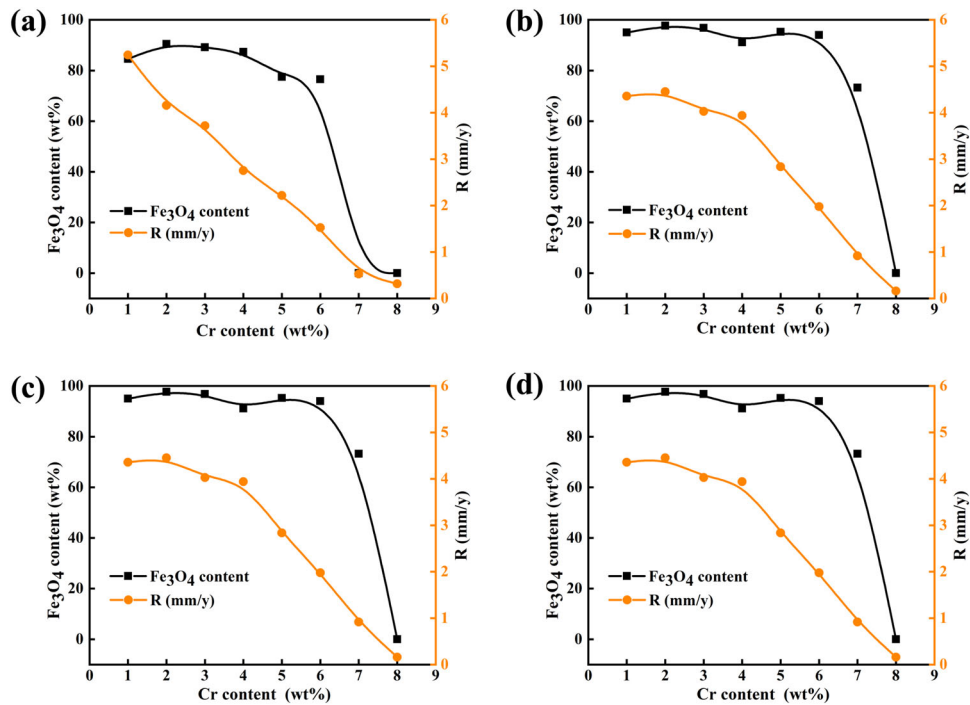 (a)
100
80
60
40
20
0
Fe3O4 content (wt%)
6
5
4
3
2
1
0
R (mm/y)
Fe3O4 content
R (mm/y)
0 1 2 3 4 5 6 7 8 9
Cr content (wt%)
(b)
100
80
60
40
20
0
Fe3O4 content (wt%)
6
5
4
3
2
1
0
R (mm/y)
Fe3O4 content
R (mm/y)
0 1 2 3 4 5 6 7 8 9
Cr content (wt%)
(c)
100
80
60
40
20
0
Fe3O4 content (wt%)
6
5
4
3
2
1
0
R (mm/y)
Fe3O4 content
R (mm/y)
0 1 2 3 4 5 6 7 8 9
Cr content (wt%)
(d)
100
80
60
40
20
0
Fe3O4 content (wt%)
6
5
4
3
2
1
0
R (mm/y)
Fe3O4 content
R (mm/y)
0 1 2 3 4 5 6 7 8 9
Cr content (wt%)